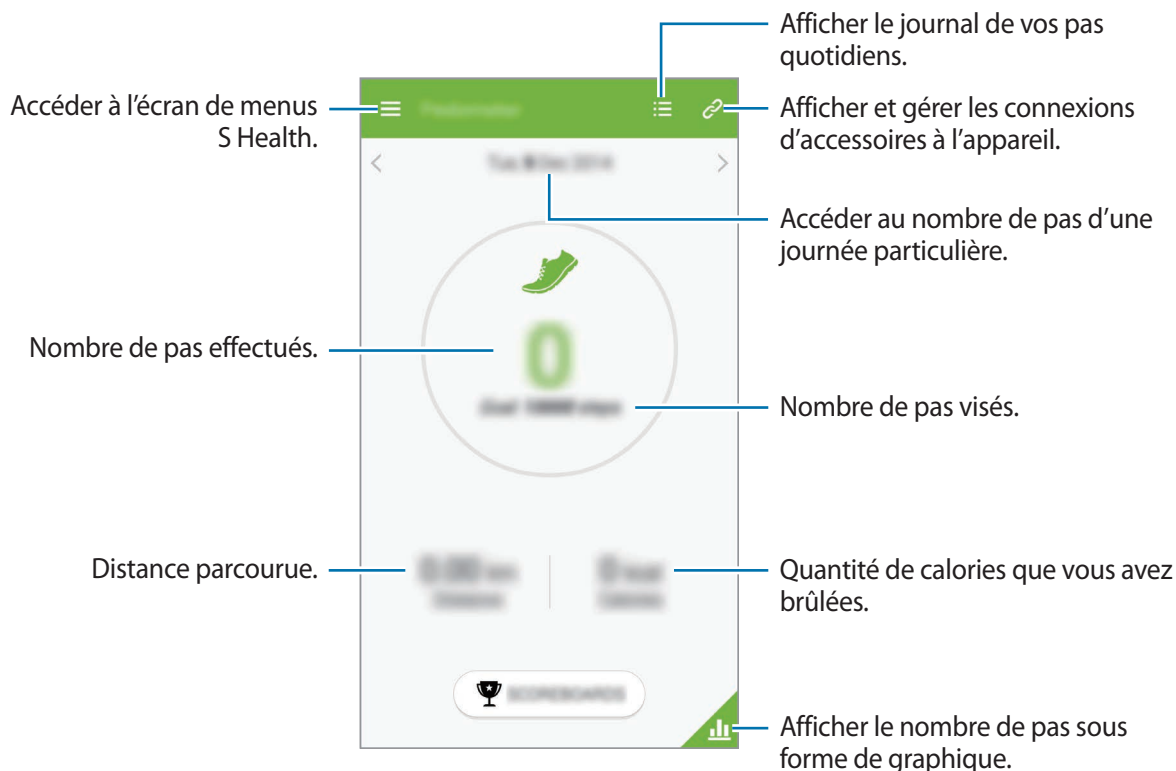 Afficher le journal de vos pas
quotidiens.
Accéder à l'écran de menus
S Health.
Afficher et gérer les connexions
d'accessoires à l'appareil.
Accéder au nombre de pas d'une
journée particulière.
Nombre de pas effectués.
0
Nombre de pas visés.
Distance parcourue.
Quantité de calories que vous avez
brûlées.
SCOREBOARDS
Afficher le nombre de pas sous
forme de graphique.